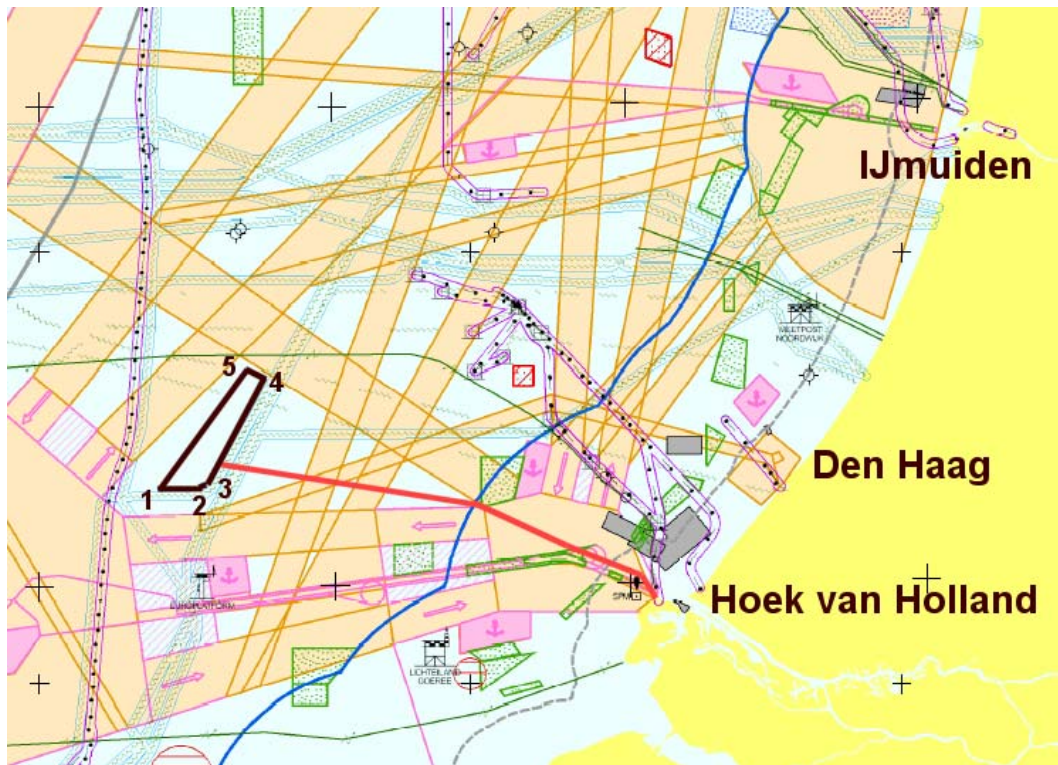 IJmuiden
MEETPOST
NOORDWIJK
5
4
Den Haag
1
2
3
EUROPLATFORM
SPM
Hoek van Holland
LICHTEILAND
GOEREE